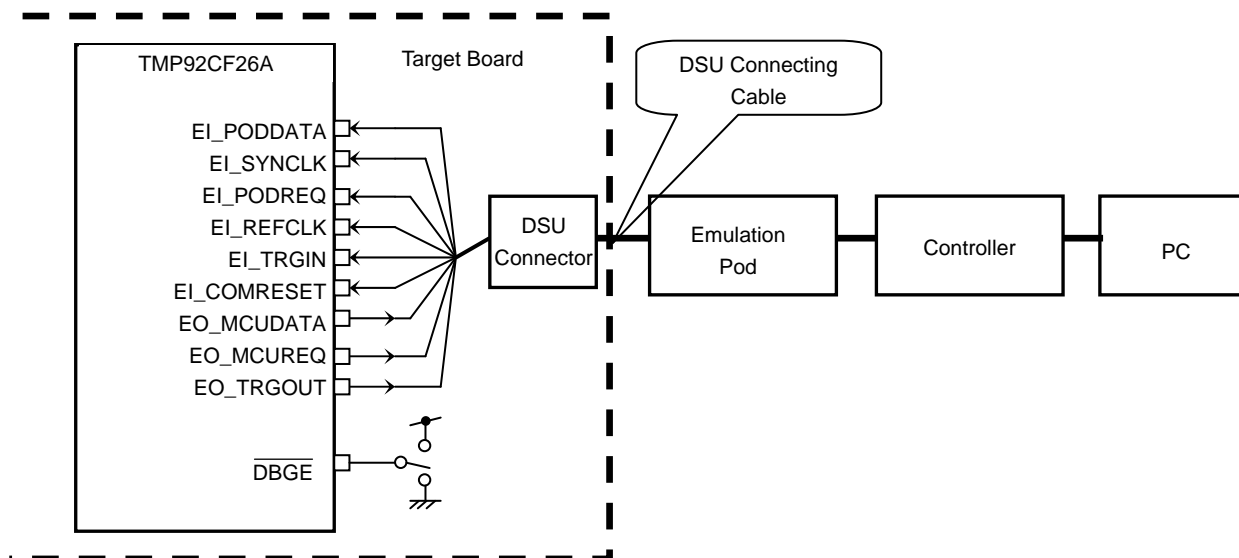 TMP92CF26A
Target Board
DSU Connecting
Cable
EI_PODDATA
EI_SYNCLK
EI_PODREQ
EI_REFCLK
EI_TRGIN
EI_COMRESET
EO_MCUDATA
EO_MCUREQ
EO_TRGOUT
DBGE
DSU
Connector
Emulation
Pod
Controller
PC